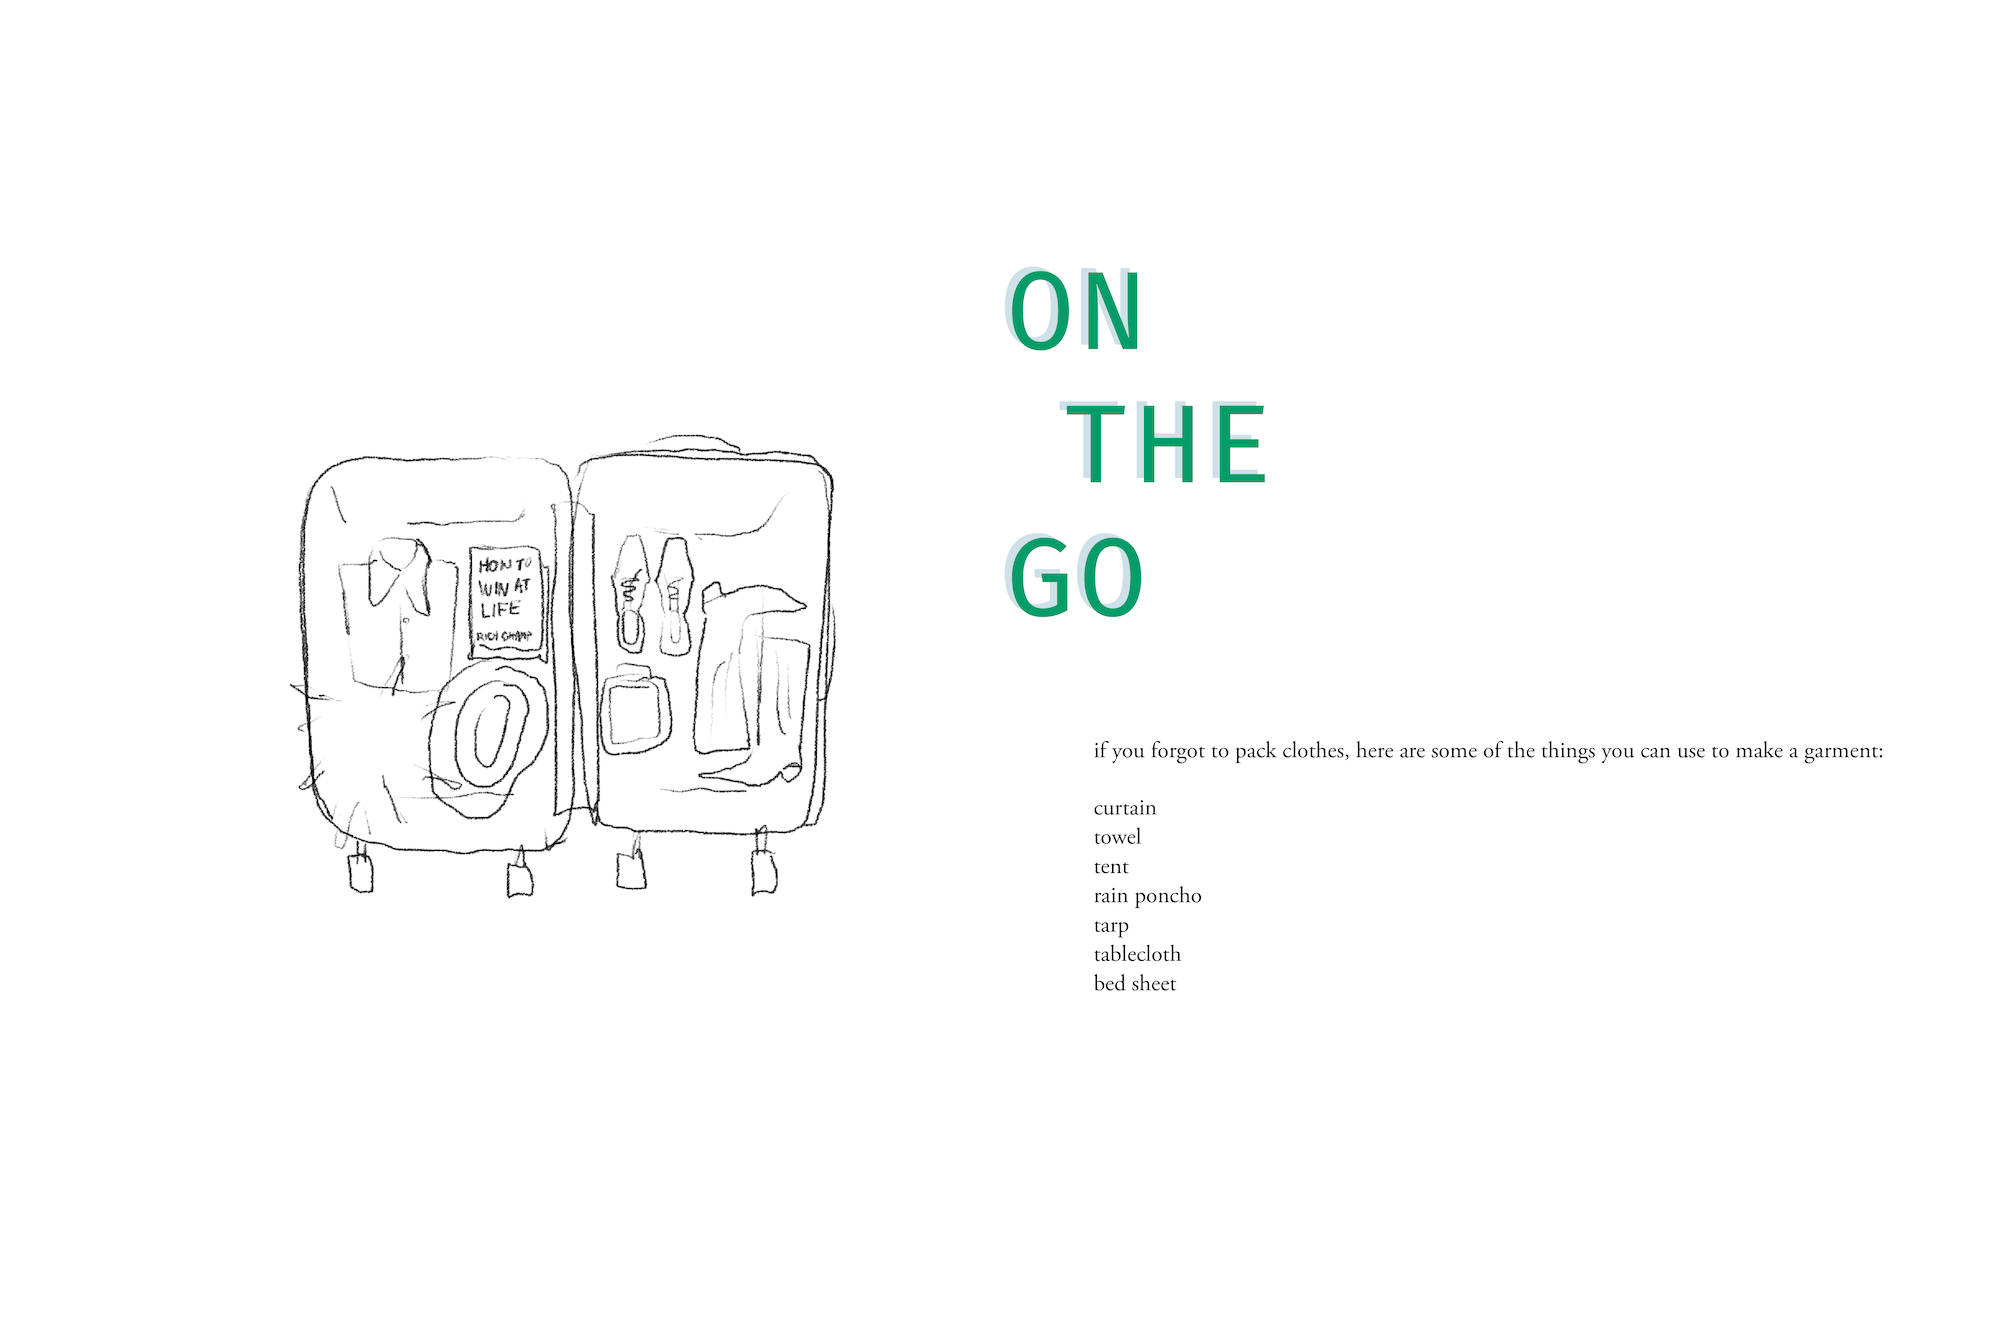 HOW TO
WIN AT
LIFE
RICH CHAMP
ON
THE
GO
if you forgot to pack clothes, here are some of the things you can use to make a garment:
curtain
towel
tent
rain poncho
tarp
tablecloth
bed sheet